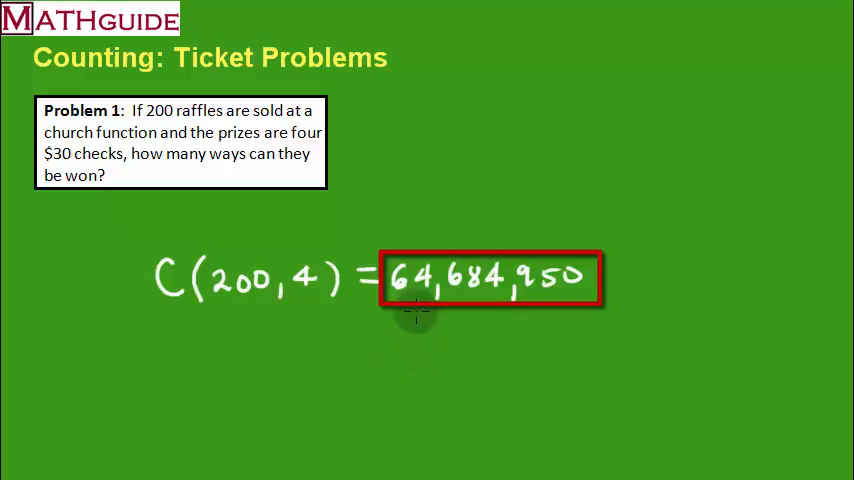 MATHGUIDE
Counting: Ticket Problems
Problem 1: If 200 raffles are sold at a
church function and the prizes are four
$30 checks, how many ways can they
be won?
C(200,4) = 64,684,950